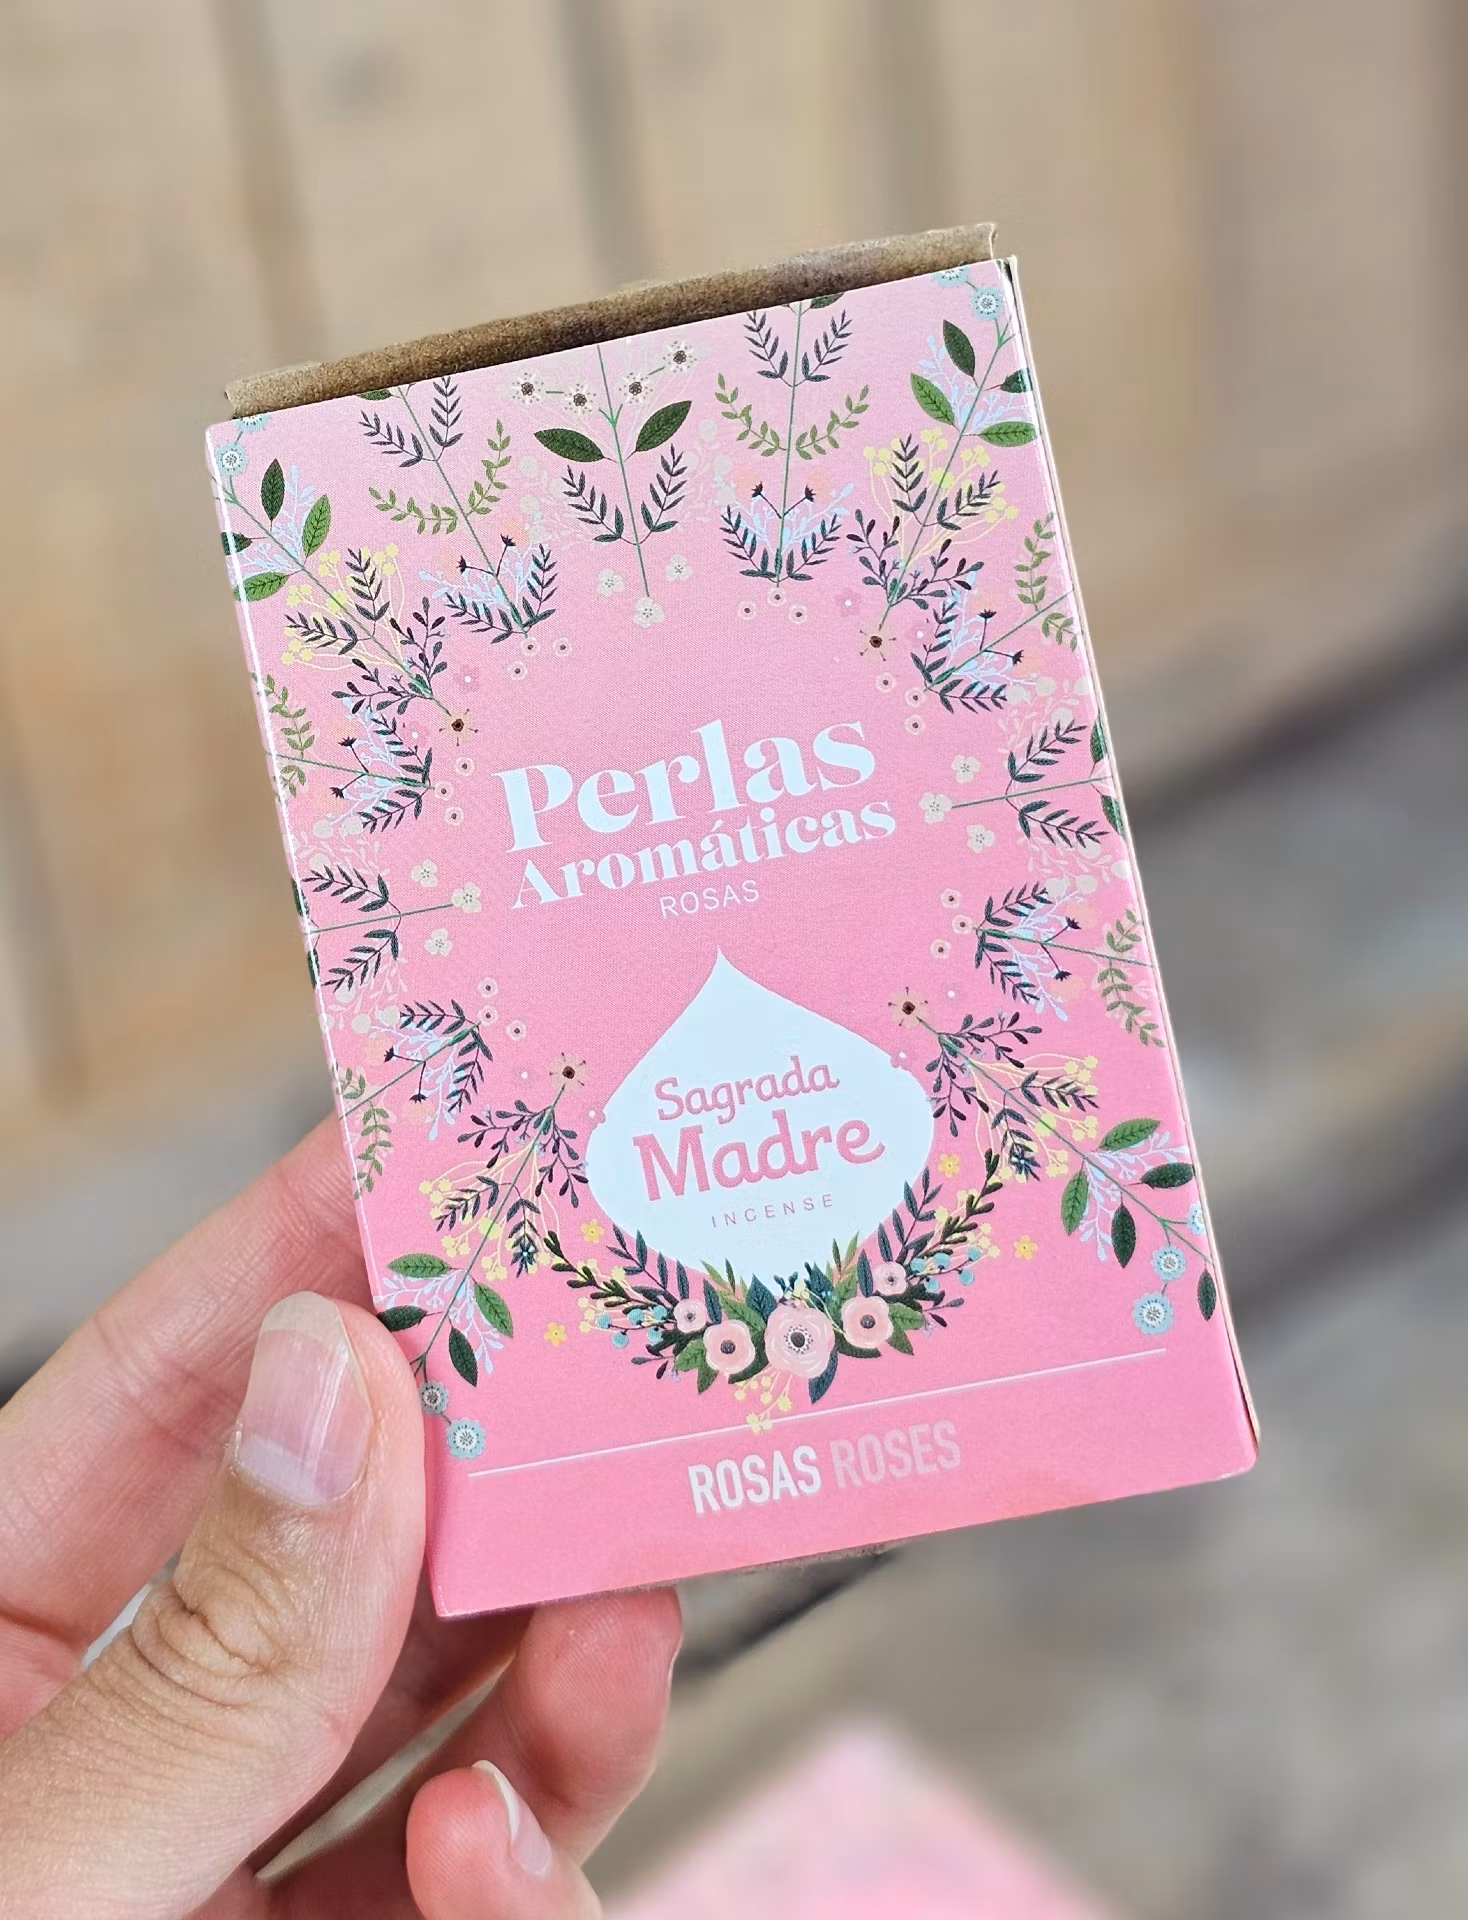 Perlas
Aromáticas
ROSAS
Sagrada
Madre
INCENSE
ROSAS ROSES